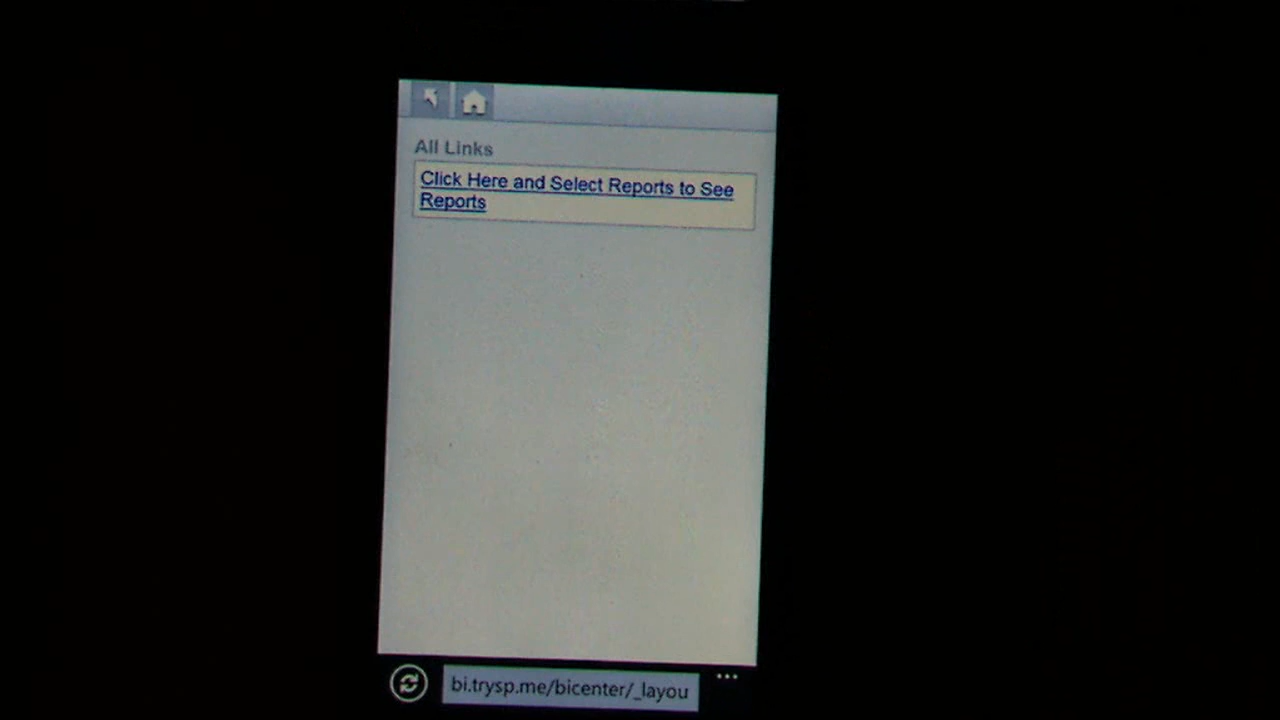 All Links
Click Here and Select Reports to See
Reports
bi.trysp.me/bicenter/_layou